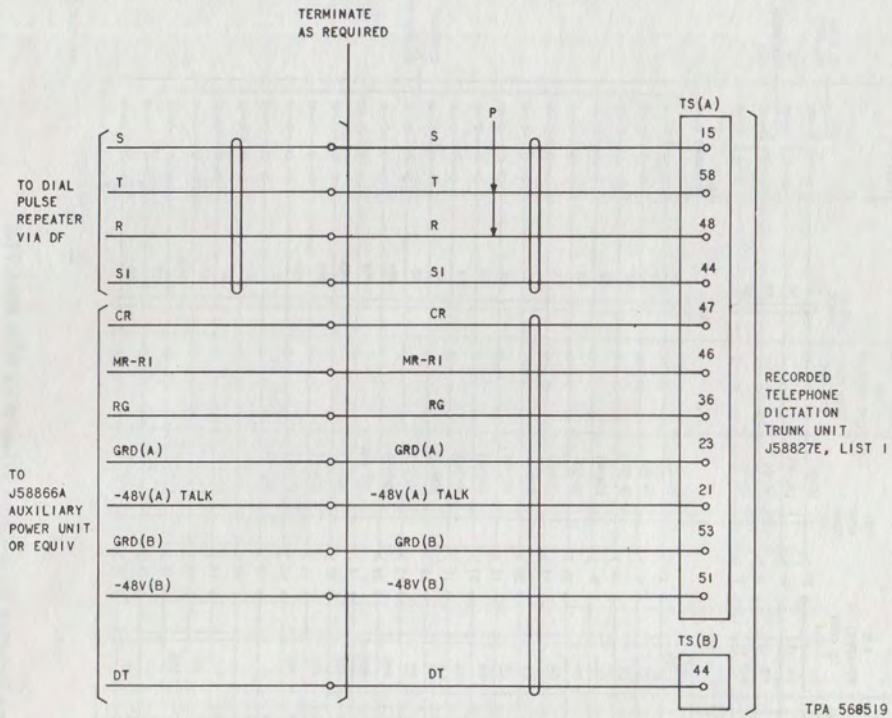 TERMINATE
AS REQUIRED
P
TS(A)
S S 15
T T 58
R R 48
SI SI 44
TO DIAL
PULSE
REPEATER
VIA DF
CR CR 47
MR-RI MR-RI 46
RG RG 36
GRD(A) GRD(A) 23
-48V(A) TALK -48V(A) TALK 21
GRD(B) GRD(B) 53
-48V(B) -48V(B) 51
TO
J58866A
AUXILIARY
POWER UNIT
OR EQUIV
RECORDED
TELEPHONE
DICTATION
TRUNK UNIT
J58827E, LIST I
TS(B)
DT DT 44
TPA 568519